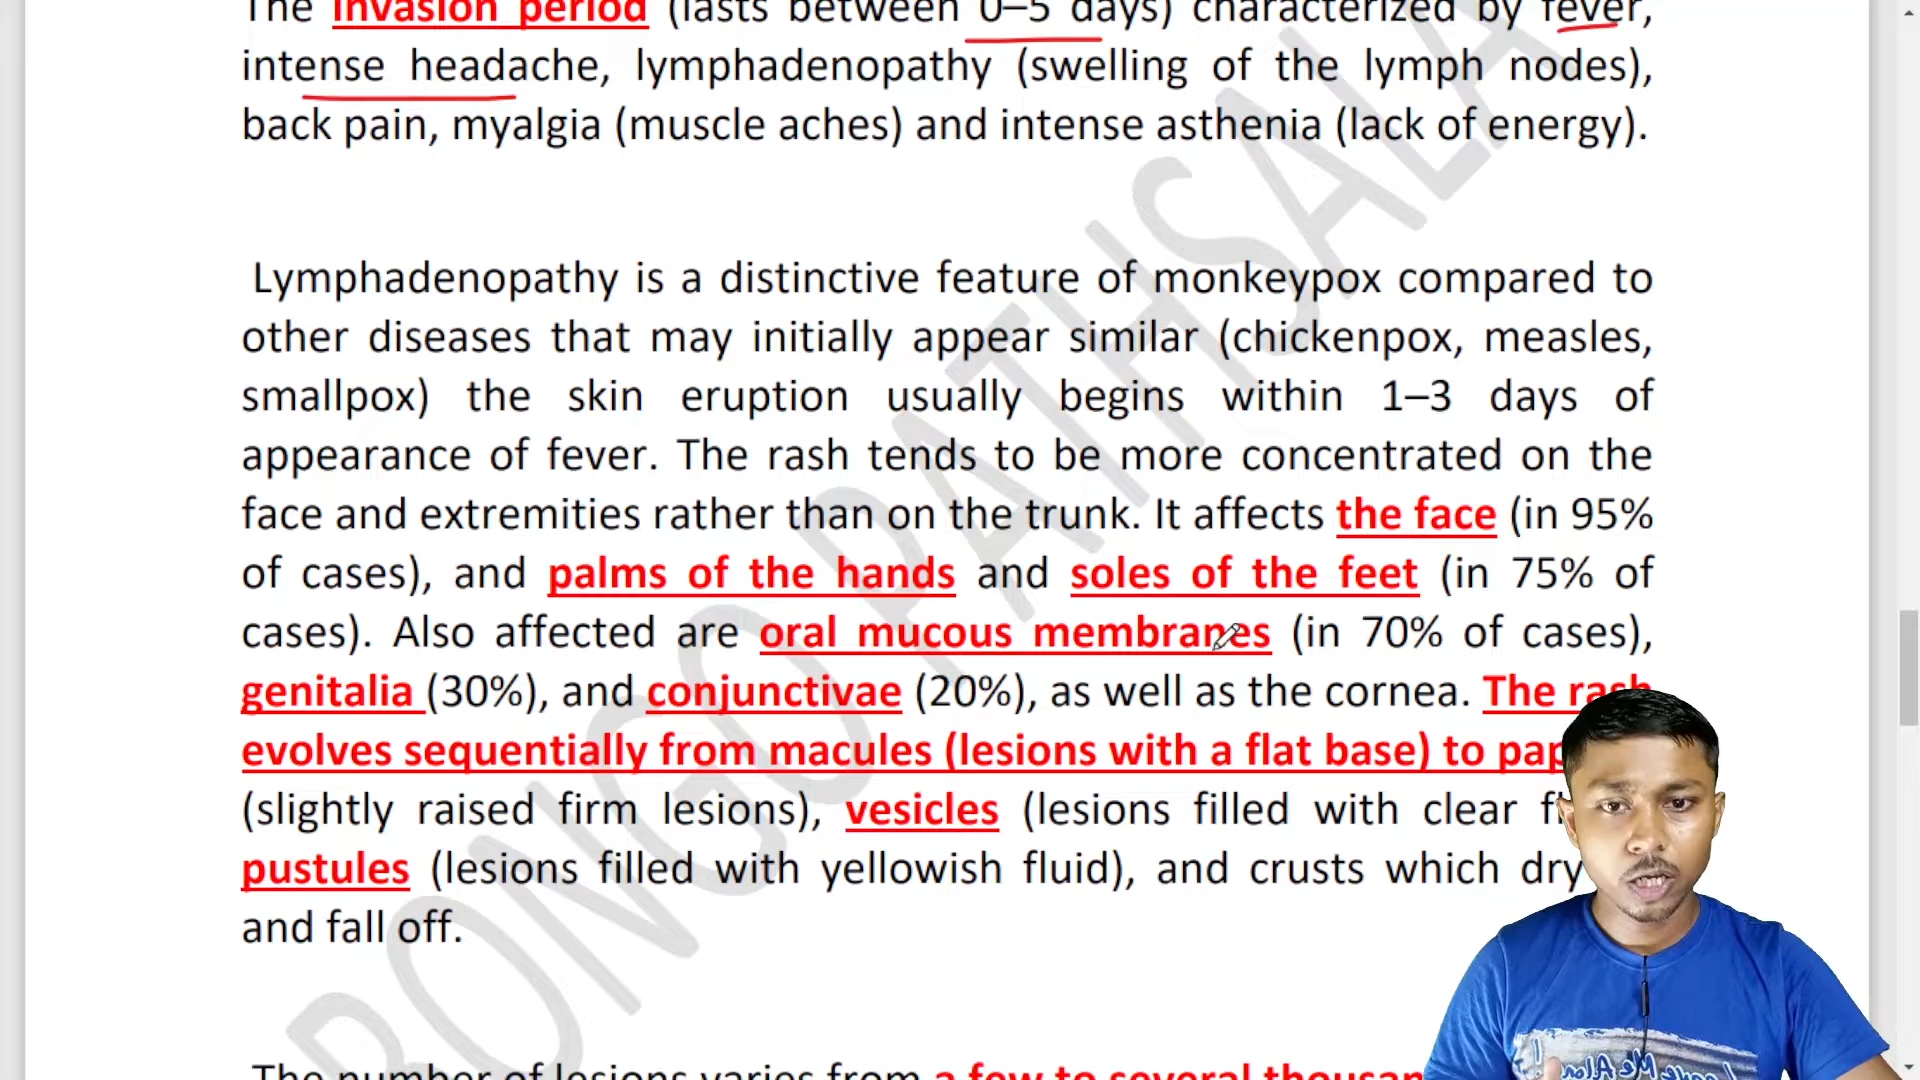 The invasion period (lasts between 0–5 days) characterized by fever,
intense headache, lymphadenopathy (swelling of the lymph nodes),
back pain, myalgia (muscle aches) and intense asthenia (lack of energy).
Lymphadenopathy is a distinctive feature of monkeypox compared to
other diseases that may initially appear similar (chickenpox, measles,
smallpox) the skin eruption usually begins within 1–3 days of
appearance of fever. The rash tends to be more concentrated on the
face and extremities rather than on the trunk. It affects the face (in 95%
of cases), and palms of the hands and soles of the feet (in 75% of
cases). Also affected are oral mucous membranes (in 70% of cases),
genitalia (30%), and conjunctivae (20%), as well as the cornea. The rash
evolves sequentially from macules (lesions with a flat base) to pap
(slightly raised firm lesions), vesicles (lesions filled with clear
pustules (lesions filled with yellowish fluid), and crusts which dry
and fall off.
The number of lesions varies from a few to several thousan
BONGO PATHSALA